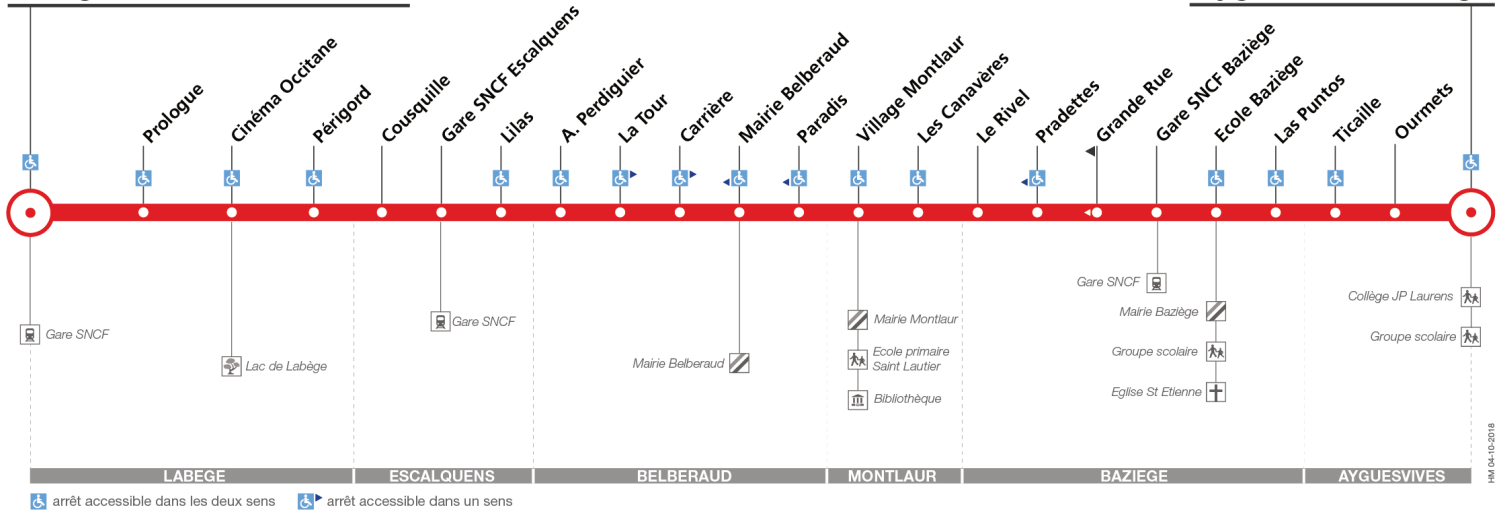 Prologue
Cinéma Occitane
Périgord
Cousquille
Gare SNCF Escalquens
Lilas
A. Perdiguier
La Tour
Carrière
Mairie Belberaud
Paradis
Village Montlaur
Les Canavères
Le Rivel
Pradettes
Grande Rue
Gare SNCF Baziège
Ecole Baziège
Las Puntos
Ticaille
Ourmets
Gare SNCF
Lac de Labège
Gare SNCF
Mairie Belberaud
Mairie Montlaur
Ecole primaire
Saint Lautier
Bibliothèque
Gare SNCF
Mairie Baziège
Groupe scolaire
Eglise St Etienne
Collège JP Laurens
Groupe scolaire
LABEGE
ESCALQUENS
BELBERAUD
MONTLAUR
BAZIEGE
AYGUESVIVES
arrêt accessible dans les deux sens
arrêt accessible dans un sens
HM 04-10-2018